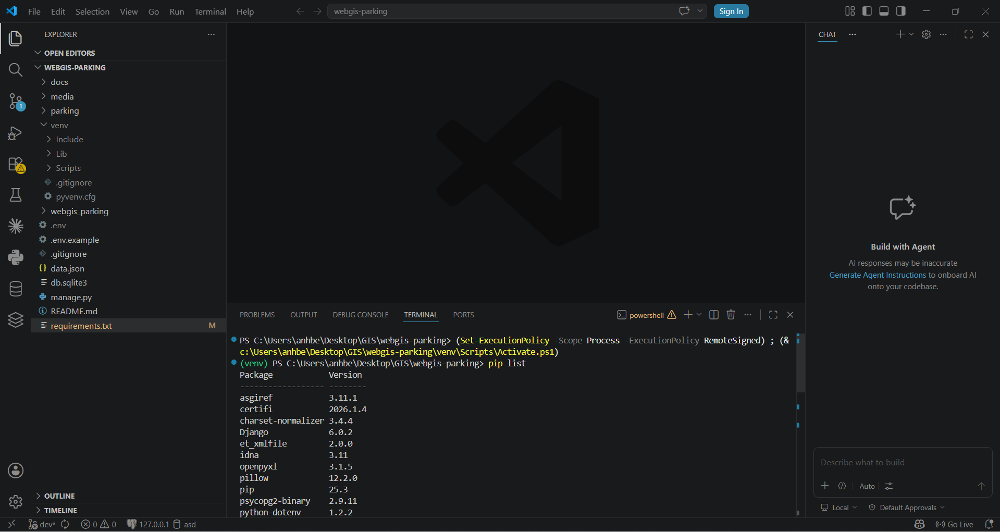 File Edit Selection View Go Run Terminal Help
webgis-parking
Sign In
EXPLORER
OPEN EDITORS
WEBGIS-PARKING
docs
media
parking
venv
Include
Lib
Scripts
.gitignore
pyvenv.cfg
webgis_parking
.env
.env.example
.gitignore
data.json
db.sqlite3
manage.py
README.md
requirements.txt M
OUTLINE
TIMELINE
1
PROBLEMS OUTPUT DEBUG CONSOLE TERMINAL PORTS
powershell
PS C:\Users\anhbe\Desktop\GIS\webgis-parking> (Set-ExecutionPolicy -Scope Process -ExecutionPolicy RemoteSigned) ; (&
c:\Users\anhbe\Desktop\GIS\webgis-parking\venv\Scripts\Activate.ps1)
(venv) PS C:\Users\anhbe\Desktop\GIS\webgis-parking> pip list
Package Version
------------------ --------
asgiref 3.11.1
certifi 2026.1.4
charset-normalizer 3.4.4
Django 6.0.2
et_xmlfile 2.0.0
idna 3.11
openpyxl 3.1.5
pillow 12.2.0
pip 25.3
psycopg2-binary 2.9.11
python-dotenv 1.2.2
CHAT
Build with Agent
AI responses may be inaccurate
Generate Agent Instructions to onboard AI
onto your codebase.
Describe what to build
Auto
Local Default Approvals
dev* 0 0 127.0.0.1 asd
Go Live